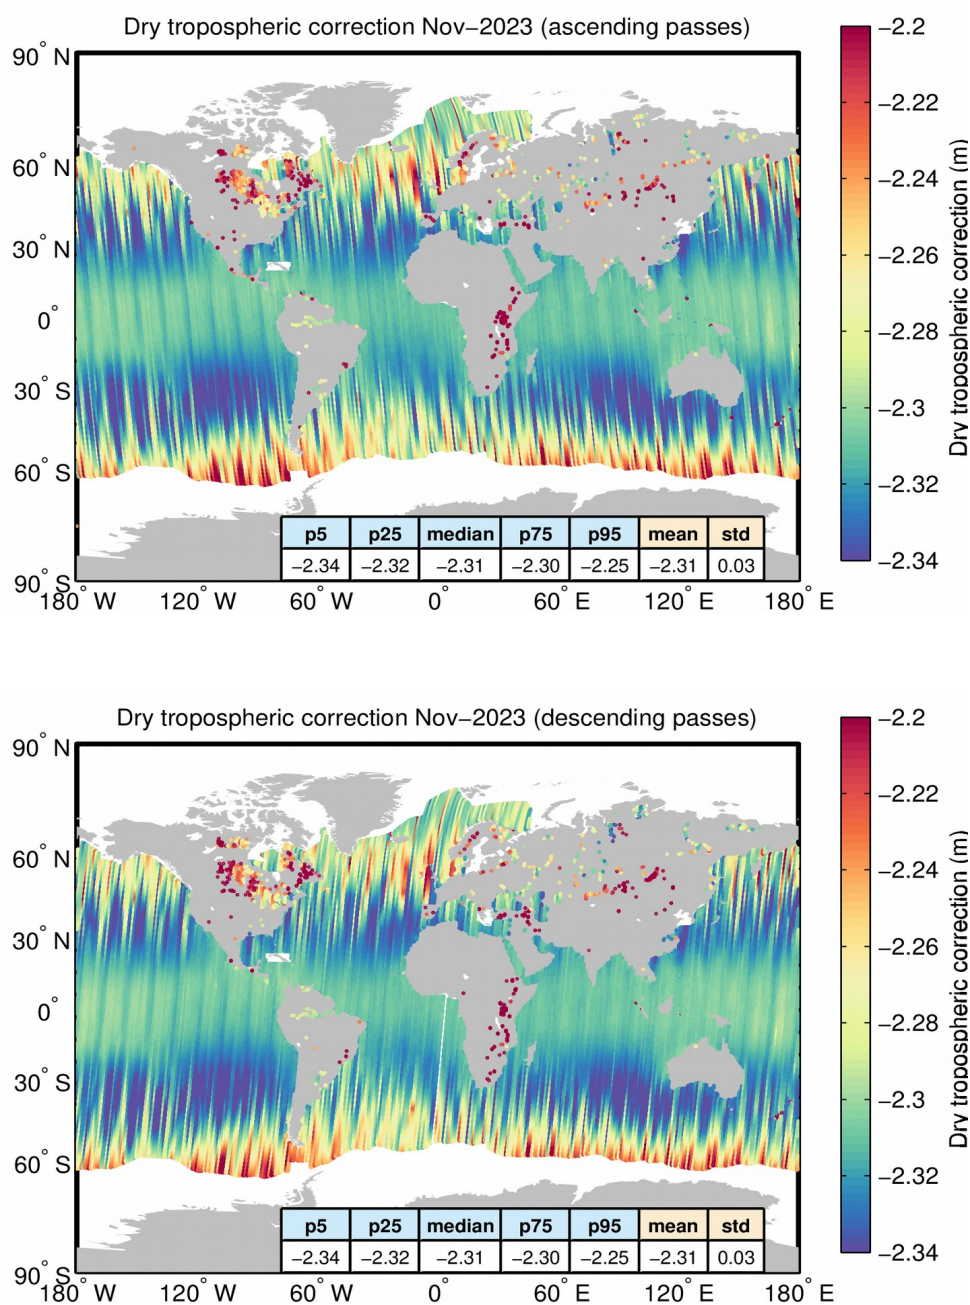 Dry tropospheric correction Nov−2023 (ascending passes)
90° N
60° N
30° N
0°
30° S
60° S
90° S
180° W 120° W 60° W 0° 60° E 120° E 180° E
p5 p25 median p75 p95 mean std
−2.34 −2.32 −2.31 −2.30 −2.25 −2.31 0.03
−2.2
−2.22
−2.24
−2.26
−2.28
−2.3
−2.32
−2.34
Dry tropospheric correction (m)
Dry tropospheric correction Nov−2023 (descending passes)
90° N
60° N
30° N
0°
30° S
60° S
90° S
180° W 120° W 60° W 0° 60° E 120° E 180° E
p5 p25 median p75 p95 mean std
−2.34 −2.32 −2.31 −2.30 −2.25 −2.31 0.03
−2.2
−2.22
−2.24
−2.26
−2.28
−2.3
−2.32
−2.34
Dry tropospheric correction (m)